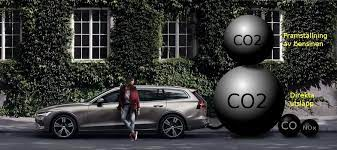 CO2
Framställning
av bensinen
CO2
Direkta
utsläpp
CO
NOx